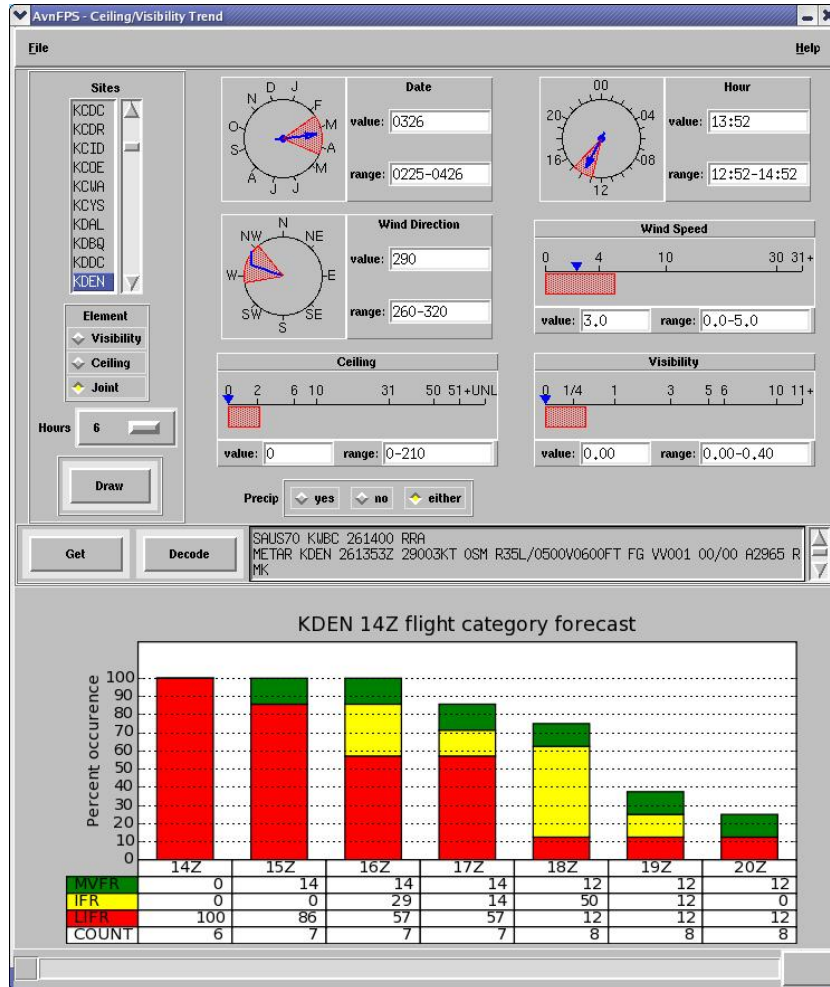 AvnFPS - Ceiling/Visibility Trend
File Help
Sites
KCDC
KCDR
KCID
KCOE
KCWA
KCYS
KDAL
KDBQ
KDDC
KDEN
Element
Visibility
Ceiling
Joint
Hours 6
Draw
D J F M A M J J A S O N
Date
value: 0326
range: 0225-0426
00 04 08 12 16 20
Hour
value: 13:52
range: 12:52-14:52
N NE E SE S SW W NW
Wind Direction
value: 290
range: 260-320
Wind Speed
0 4 10 30 31+
value: 3.0 range: 0.0-5.0
Ceiling
0 2 6 10 31 50 51+UNL
value: 0 range: 0-210
Visibility
0 1/4 1 3 5 6 10 11+
value: 0.00 range: 0.00-0.40
Precip yes no either
Get Decode
SAUS70 KWBC 261400 RRA
METAR KDEN 261353Z 29003KT 0SM R35L/0500V0600FT FG VV001 00/00 A2965 R
MK
KDEN 14Z flight category forecast
Percent occurence
100
90
80
70
60
50
40
30
20
10
0
14Z 15Z 16Z 17Z 18Z 19Z 20Z
MVFR 0 14 14 14 12 12 12
IFR 0 0 29 14 50 12 0
LIFR 100 86 57 57 12 12 12
COUNT 6 7 7 7 8 8 8